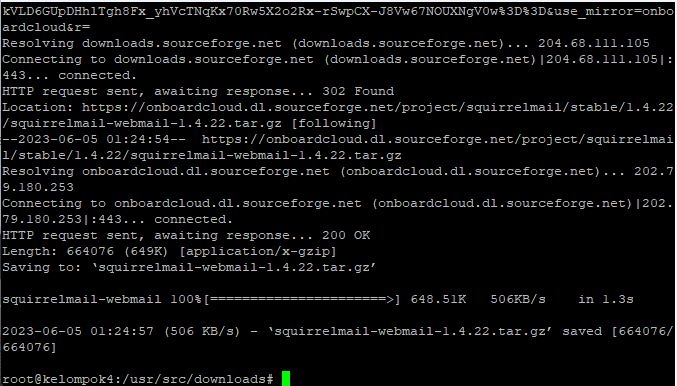 kVLD6GUpDHhlTgh8Fx_yhVcTNqKx70Rw5X2o2Rx-rSwpCX-J8Vw67NOUXNgV0w%3D%3D&use_mirror=onbo
ardcloud&r=
Resolving downloads.sourceforge.net (downloads.sourceforge.net)... 204.68.111.105
Connecting to downloads.sourceforge.net (downloads.sourceforge.net)|204.68.111.105|:
443... connected.
HTTP request sent, awaiting response... 302 Found
Location: https://onboardcloud.dl.sourceforge.net/project/squirrelmail/stable/1.4.22
/squirrelmail-webmail-1.4.22.tar.gz [following]
--2023-06-05 01:24:54--  https://onboardcloud.dl.sourceforge.net/project/squirrelmai
l/stable/1.4.22/squirrelmail-webmail-1.4.22.tar.gz
Resolving onboardcloud.dl.sourceforge.net (onboardcloud.dl.sourceforge.net)... 202.7
9.180.253
Connecting to onboardcloud.dl.sourceforge.net (onboardcloud.dl.sourceforge.net)|202.
79.180.253|:443... connected.
HTTP request sent, awaiting response... 200 OK
Length: 664076 (649K) [application/x-gzip]
Saving to: ‘squirrelmail-webmail-1.4.22.tar.gz’
squirrelmail-webmail 100%[======================>] 648.51K   506KB/s    in 1.3s
2023-06-05 01:24:57 (506 KB/s) - ‘squirrelmail-webmail-1.4.22.tar.gz’ saved [664076/
664076]
root@kelompok4:/usr/src/downloads#